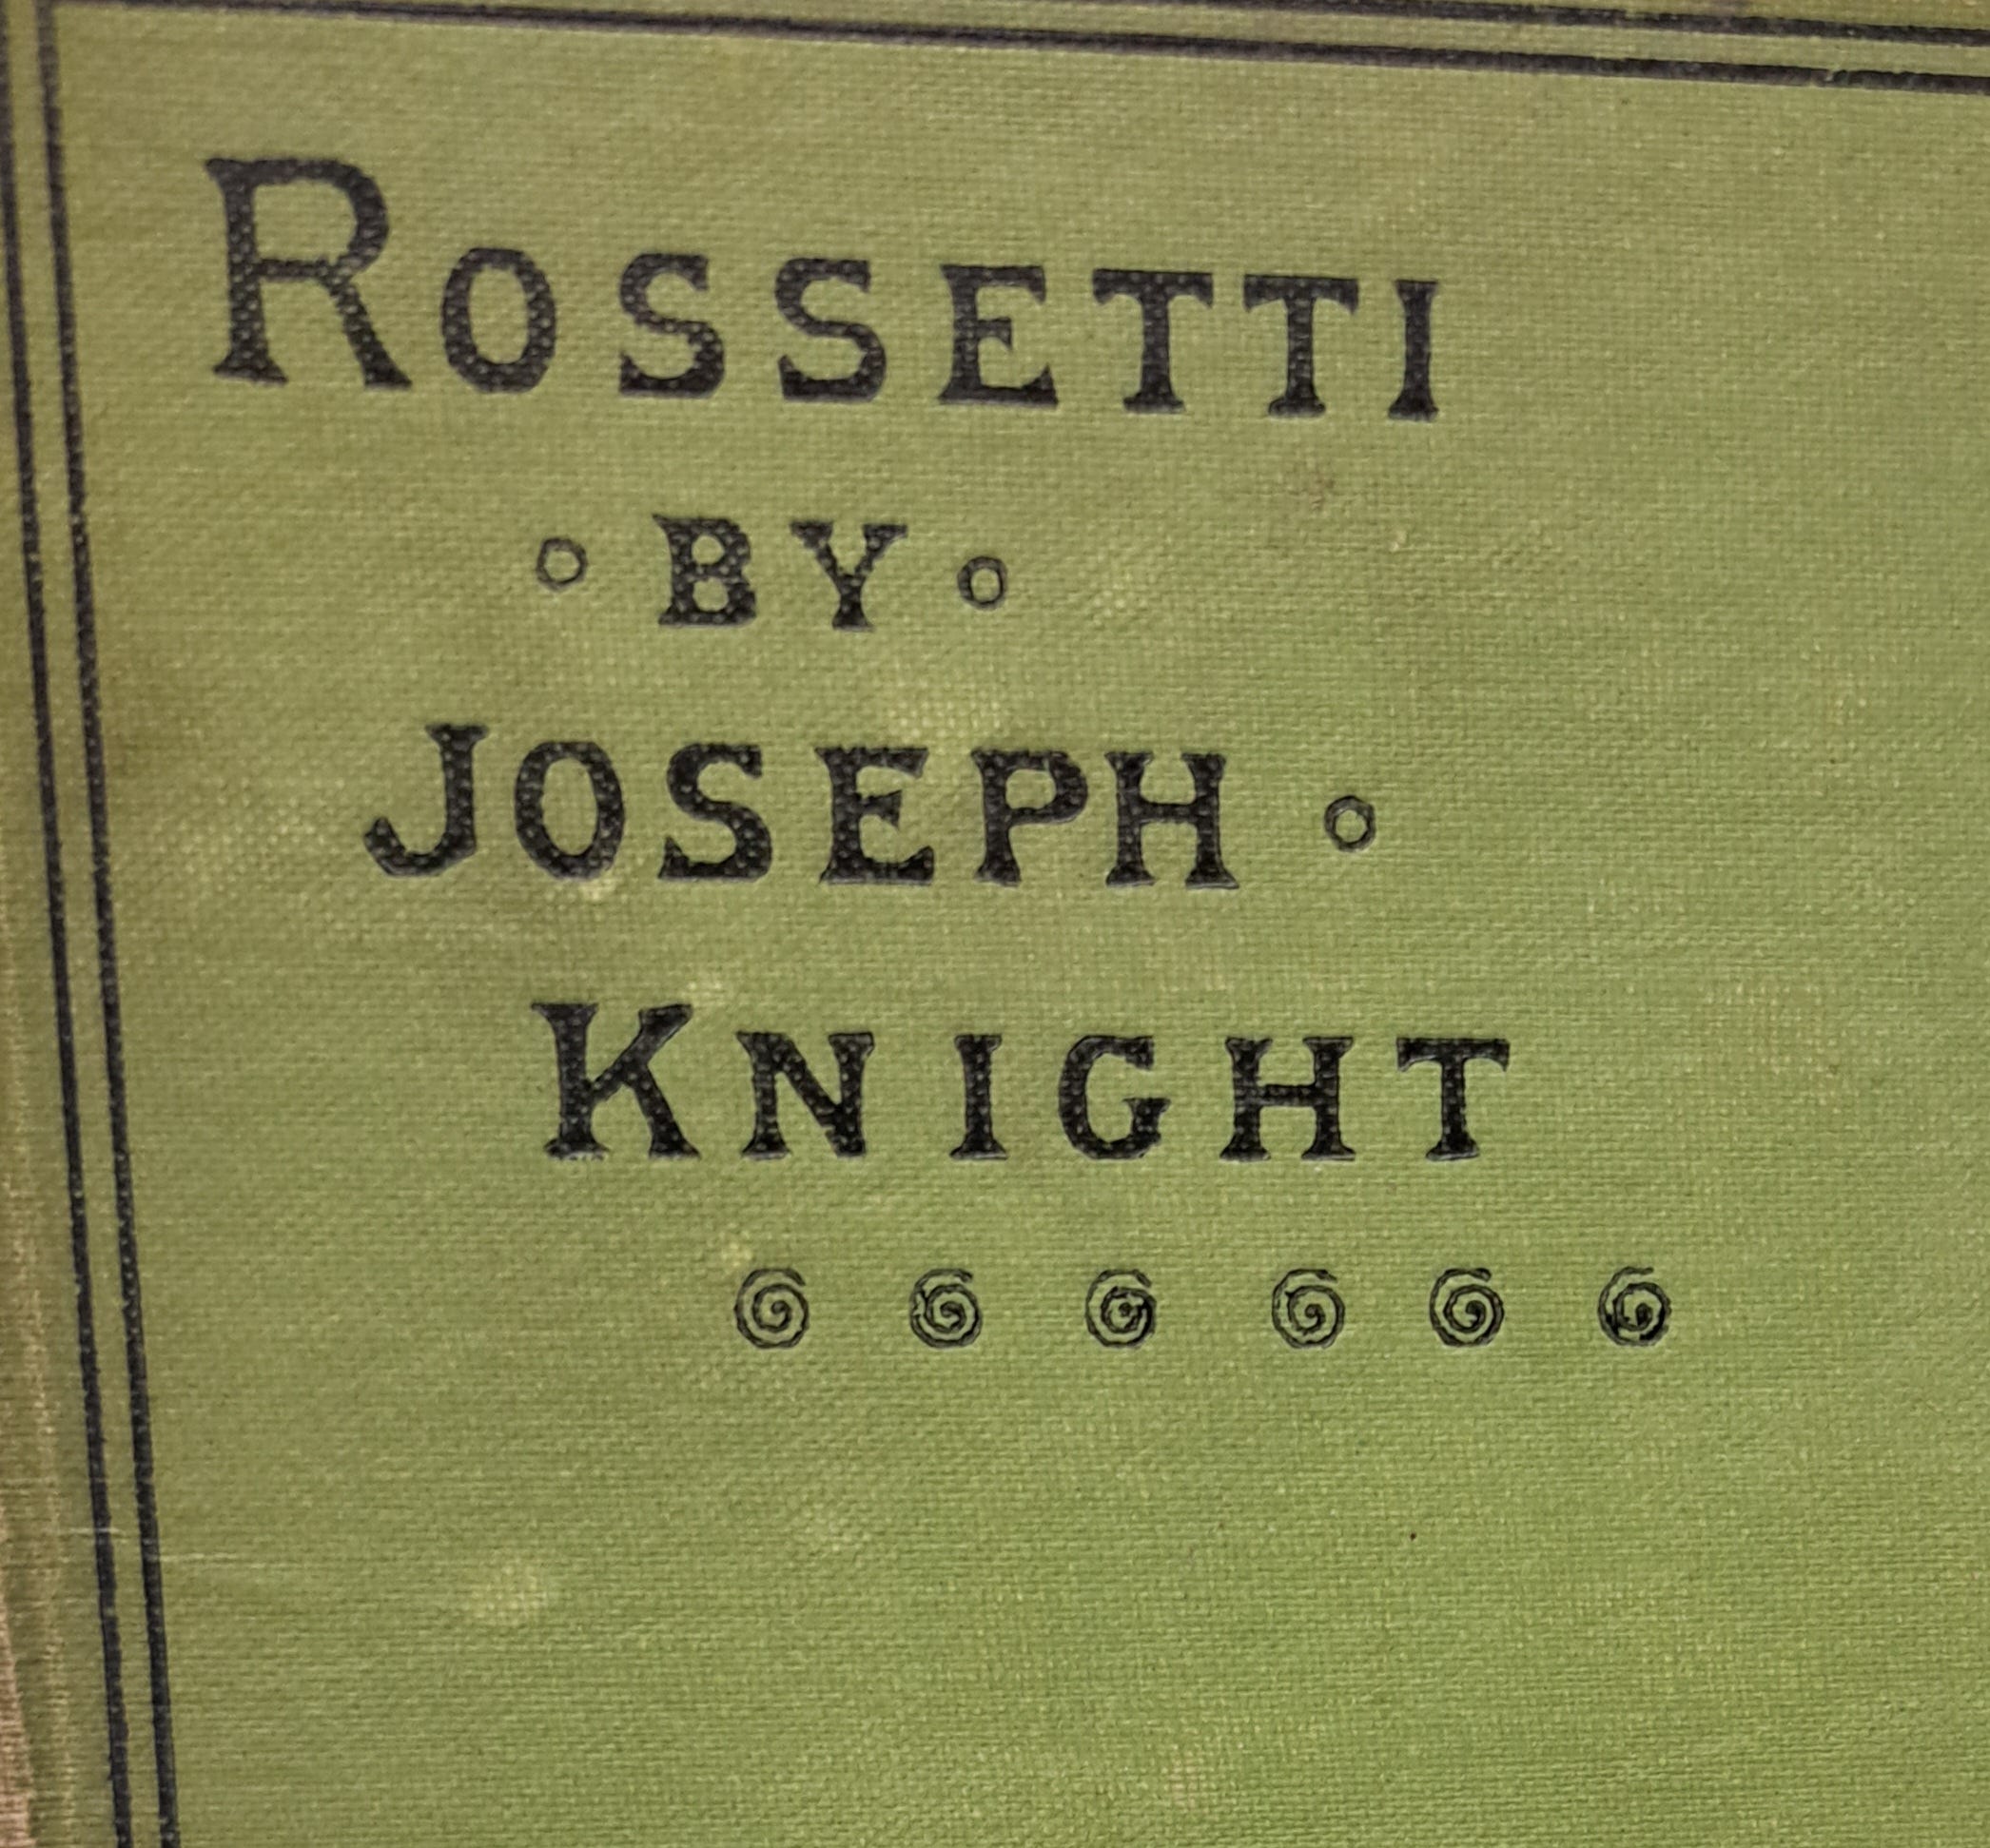 ROSSETTI
° BY °
JOSEPH °
KNIGHT